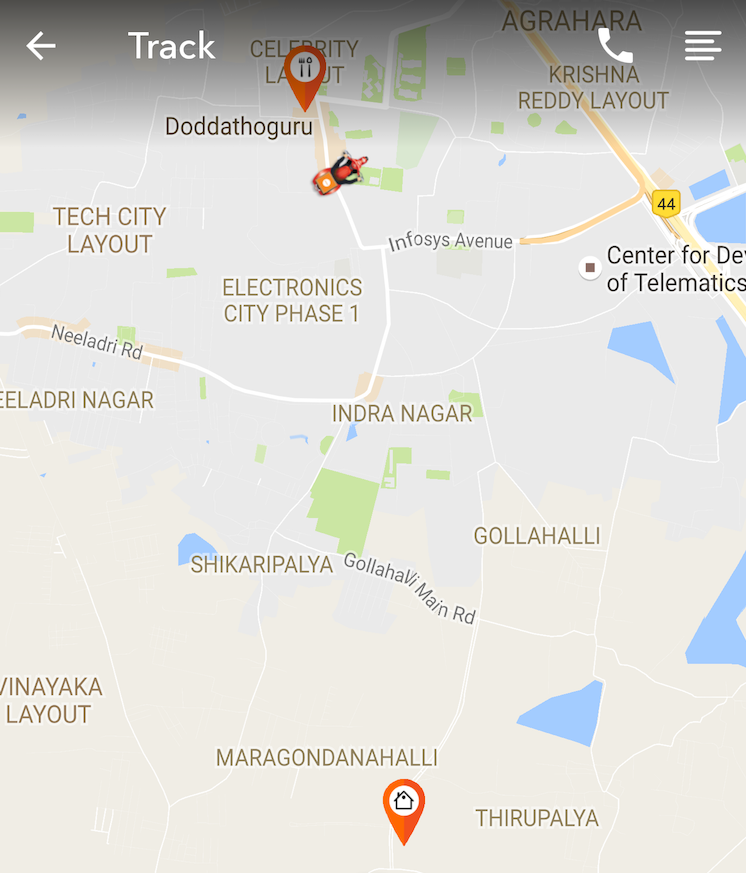 Track
AGRAHARA
CELEBRITY
LAYOUT
KRISHNA
REDDY LAYOUT
Doddathoguru
44
TECH CITY
LAYOUT
Infosys Avenue
Center for De
of Telematics
ELECTRONICS
CITY PHASE 1
Neeladri Rd
EELADRI NAGAR
INDRA NAGAR
GOLLAHALLI
SHIKARIPALYA
Gollahalli Main Rd
VINAYAKA
LAYOUT
MARAGONDANAHALLI
THIRUPALYA